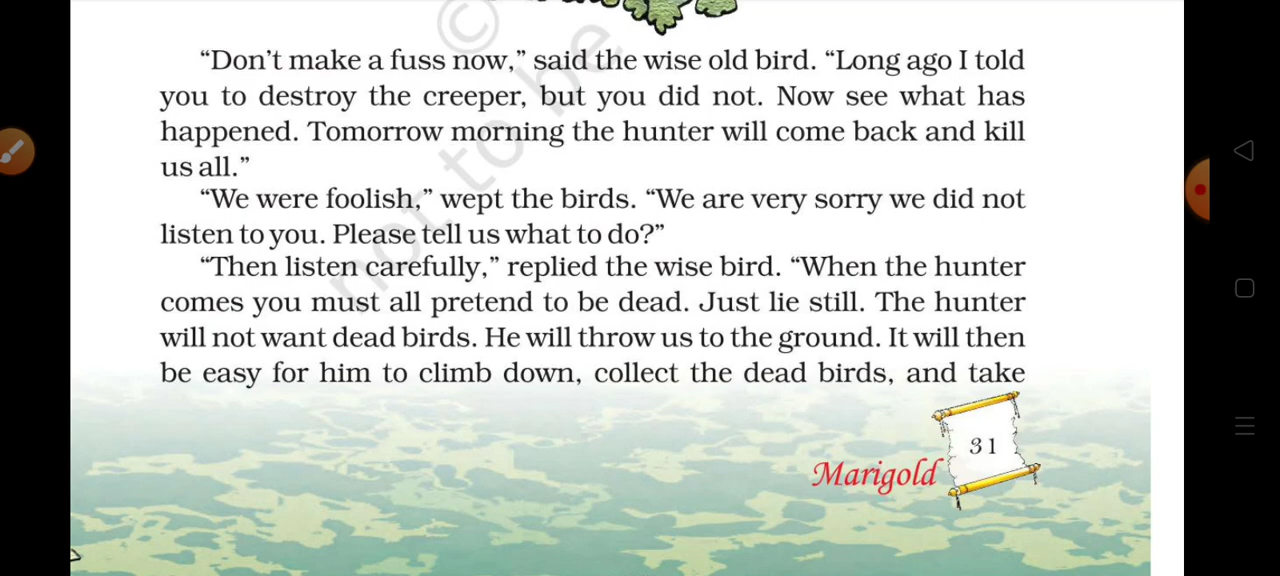 “Don’t make a fuss now,” said the wise old bird. “Long ago I told
you to destroy the creeper, but you did not. Now see what has
happened. Tomorrow morning the hunter will come back and kill
us all.”
“We were foolish,” wept the birds. “We are very sorry we did not
listen to you. Please tell us what to do?”
“Then listen carefully,” replied the wise bird. “When the hunter
comes you must all pretend to be dead. Just lie still. The hunter
will not want dead birds. He will throw us to the ground. It will then
be easy for him to climb down, collect the dead birds, and take
31
Marigold
©
not to be